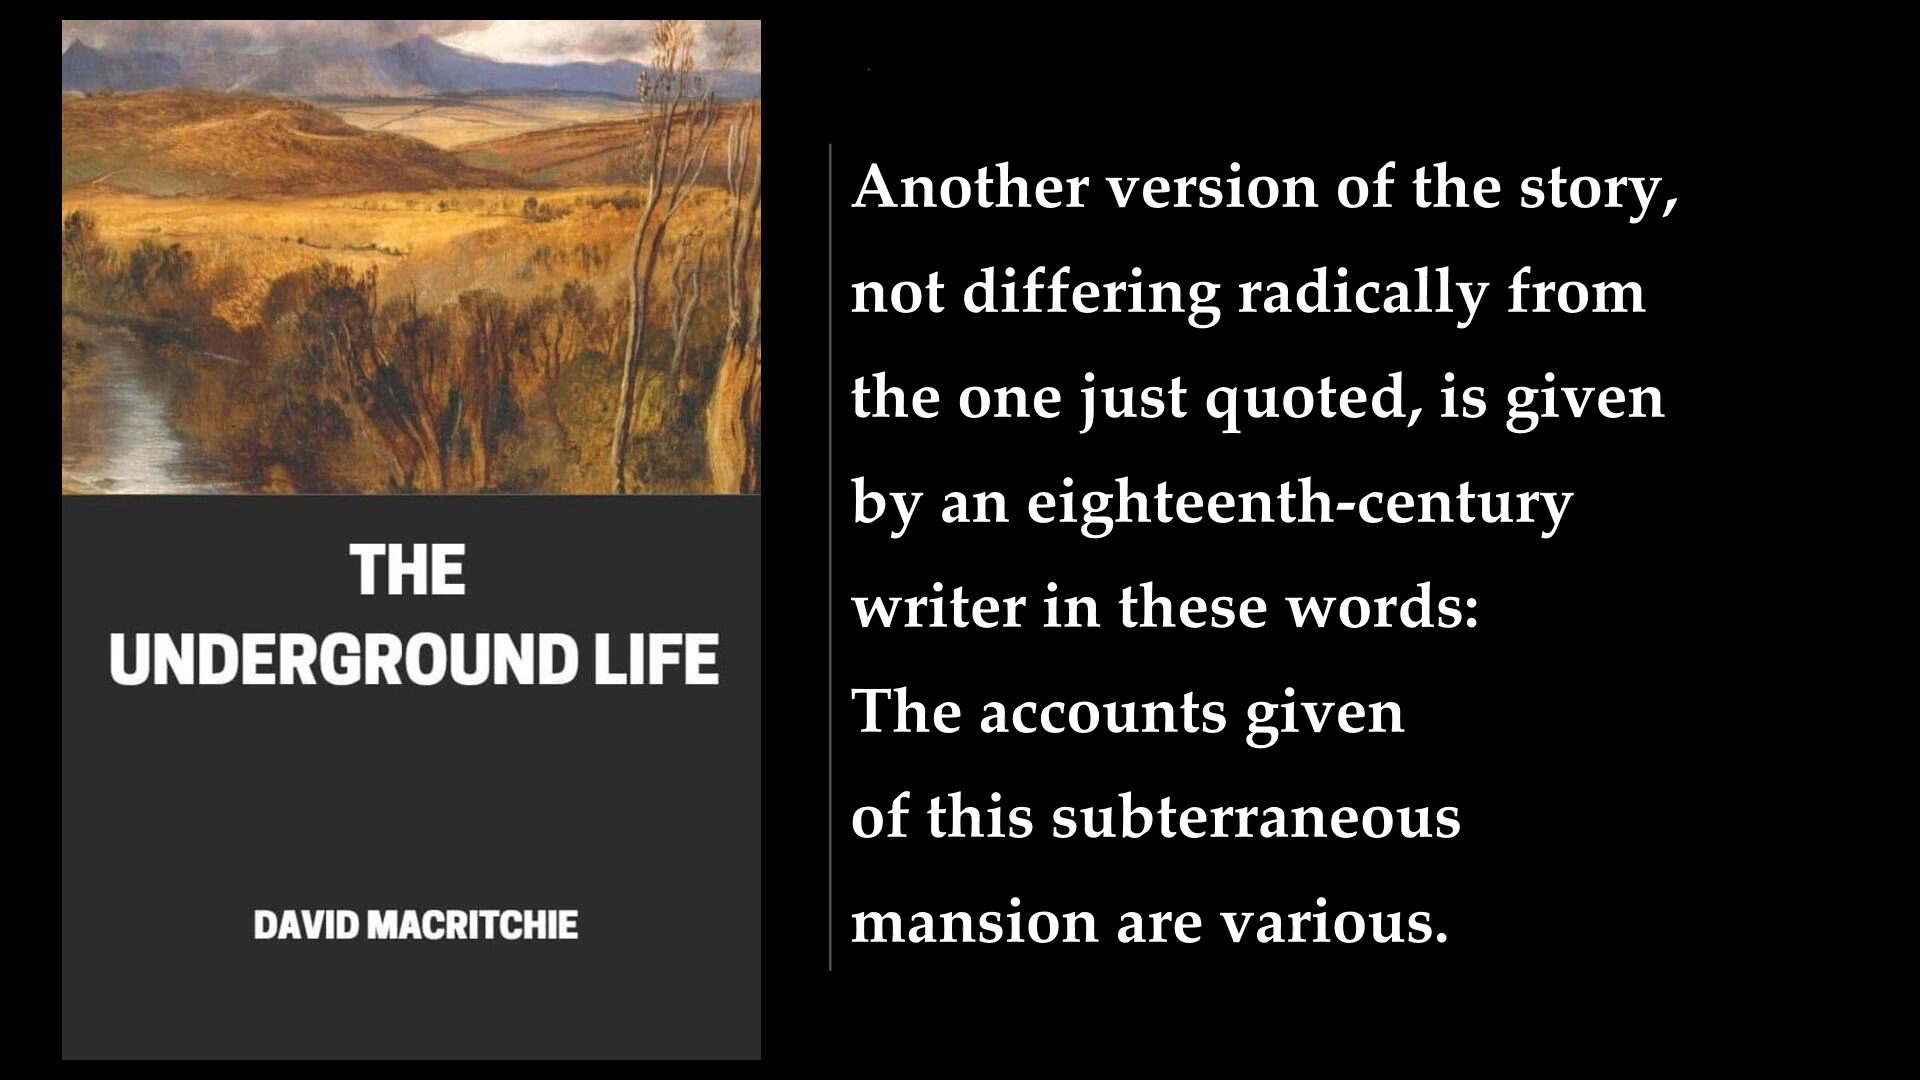 THE
UNDERGROUND LIFE
DAVID MACRITCHIE
Another version of the story,
not differing radically from
the one just quoted, is given
by an eighteenth-century
writer in these words:
The accounts given
of this subterraneous
mansion are various.